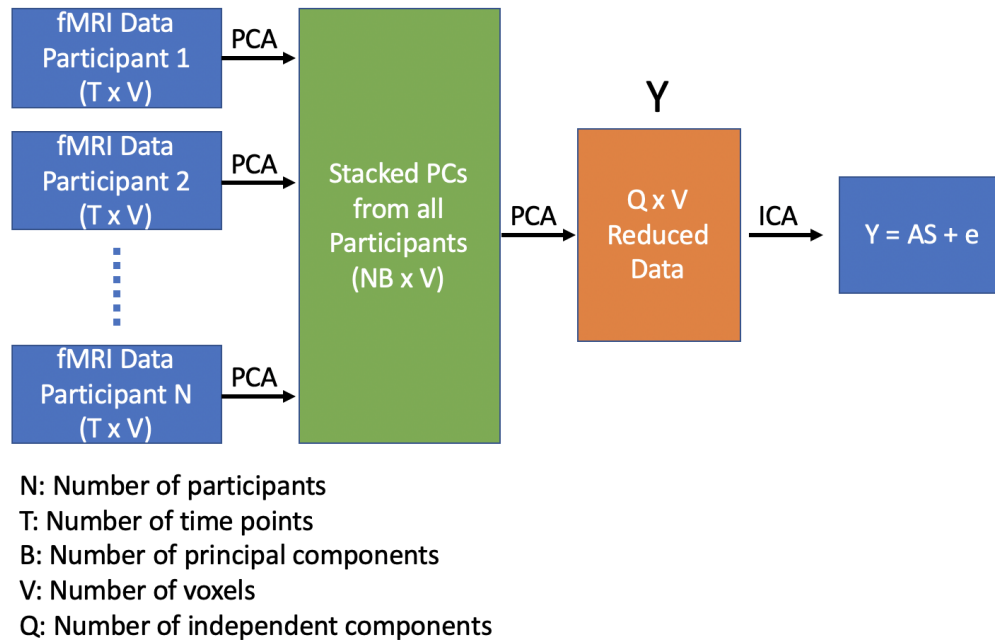 fMRI Data
Participant 1
(T x V)
PCA
fMRI Data
Participant 2
(T x V)
PCA
fMRI Data
Participant N
(T x V)
PCA
Stacked PCs
from all
Participants
(NB x V)
PCA
Y
Q x V
Reduced
Data
ICA
Y = AS + e
N: Number of participants
T: Number of time points
B: Number of principal components
V: Number of voxels
Q: Number of independent components